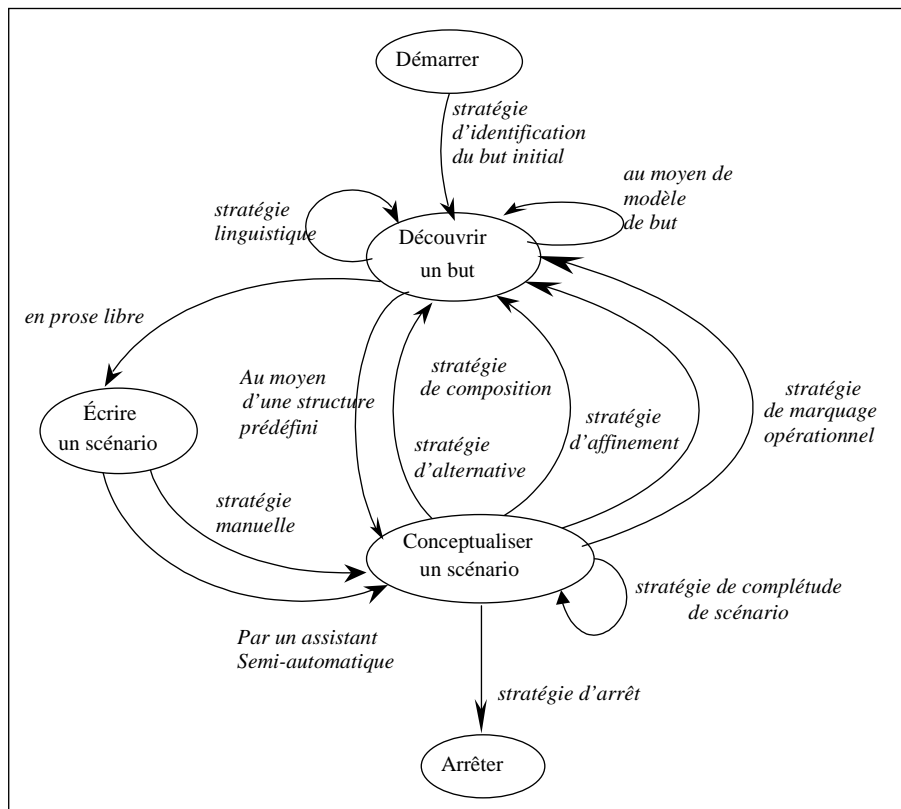 Démarrer
stratégie
d'identification
du but initial
au moyen de
modèle
de but
stratégie
linguistique
Découvrir
un but
en prose libre
Au moyen
d'une structure
prédéfini
stratégie
de composition
stratégie
d'alternative
stratégie
d'affinement
stratégie
de marquage
opérationnel
Écrire
un scénario
stratégie
manuelle
Conceptualiser
un scénario
stratégie de complétude
de scénario
Par un assistant
Semi-automatique
stratégie d'arrêt
Arrêter